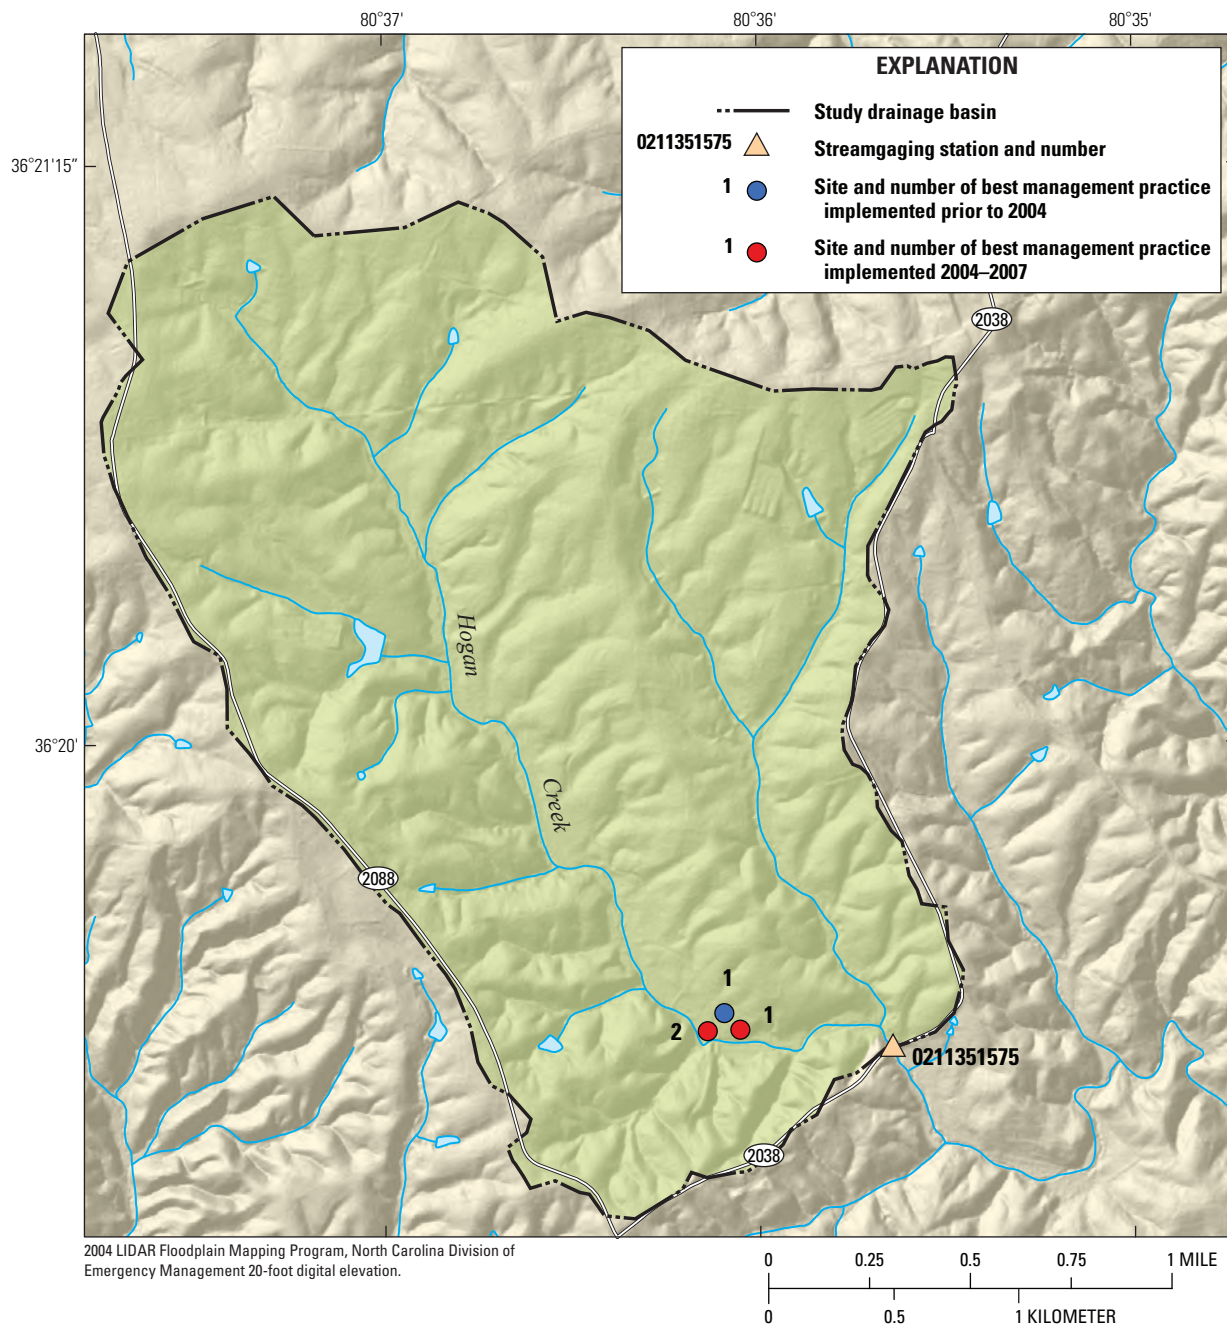 80°37'
80°36'
80°35'
EXPLANATION
Study drainage basin
36°21'15"
0211351575
Streamgaging station and number
1
Site and number of best management practice
implemented prior to 2004
1
Site and number of best management practice
implemented 2004–2007
2038
Hogan
36°20'
Creek
2088
1
2
1
0211351575
2038
2004 LIDAR Floodplain Mapping Program, North Carolina Division of
Emergency Management 20-foot digital elevation.
0 0.25 0.5 0.75 1 MILE
0 0.5 1 KILOMETER